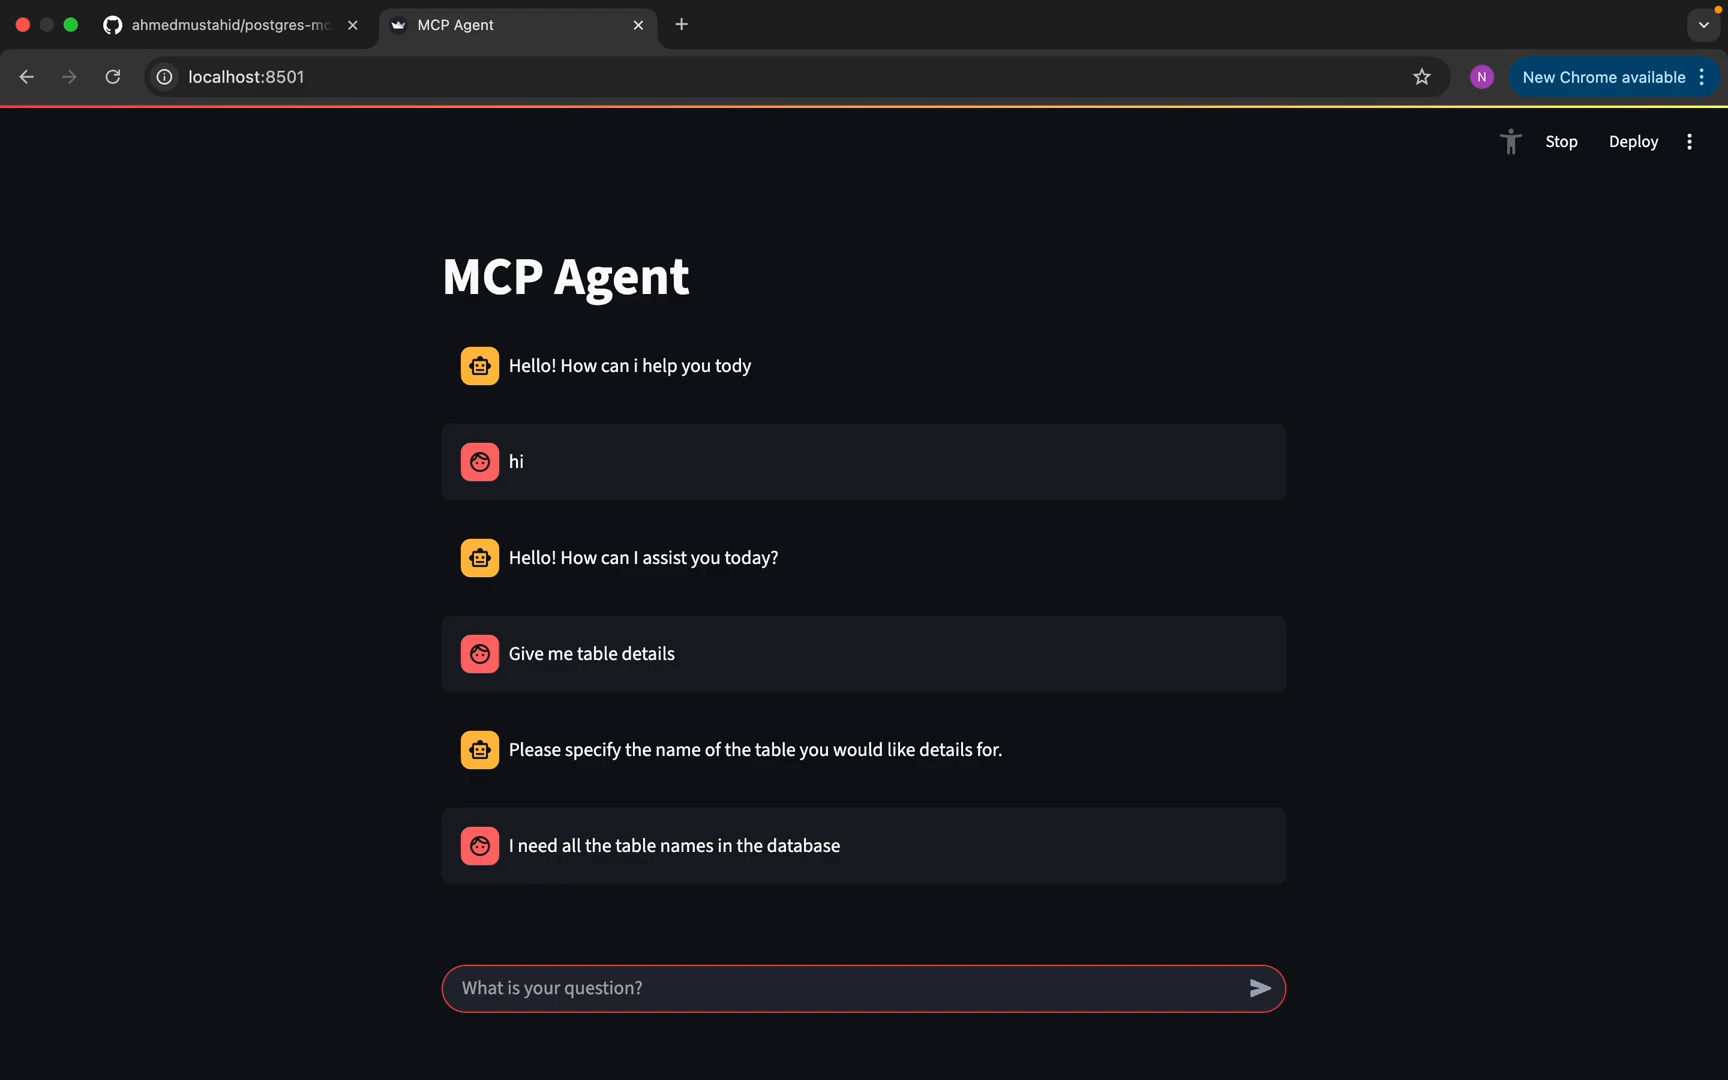 ahmedmustahid/postgres-mc
MCP Agent
localhost:8501
N
New Chrome available
Stop
Deploy
MCP Agent
Hello! How can i help you tody
hi
Hello! How can I assist you today?
Give me table details
Please specify the name of the table you would like details for.
I need all the table names in the database
What is your question?